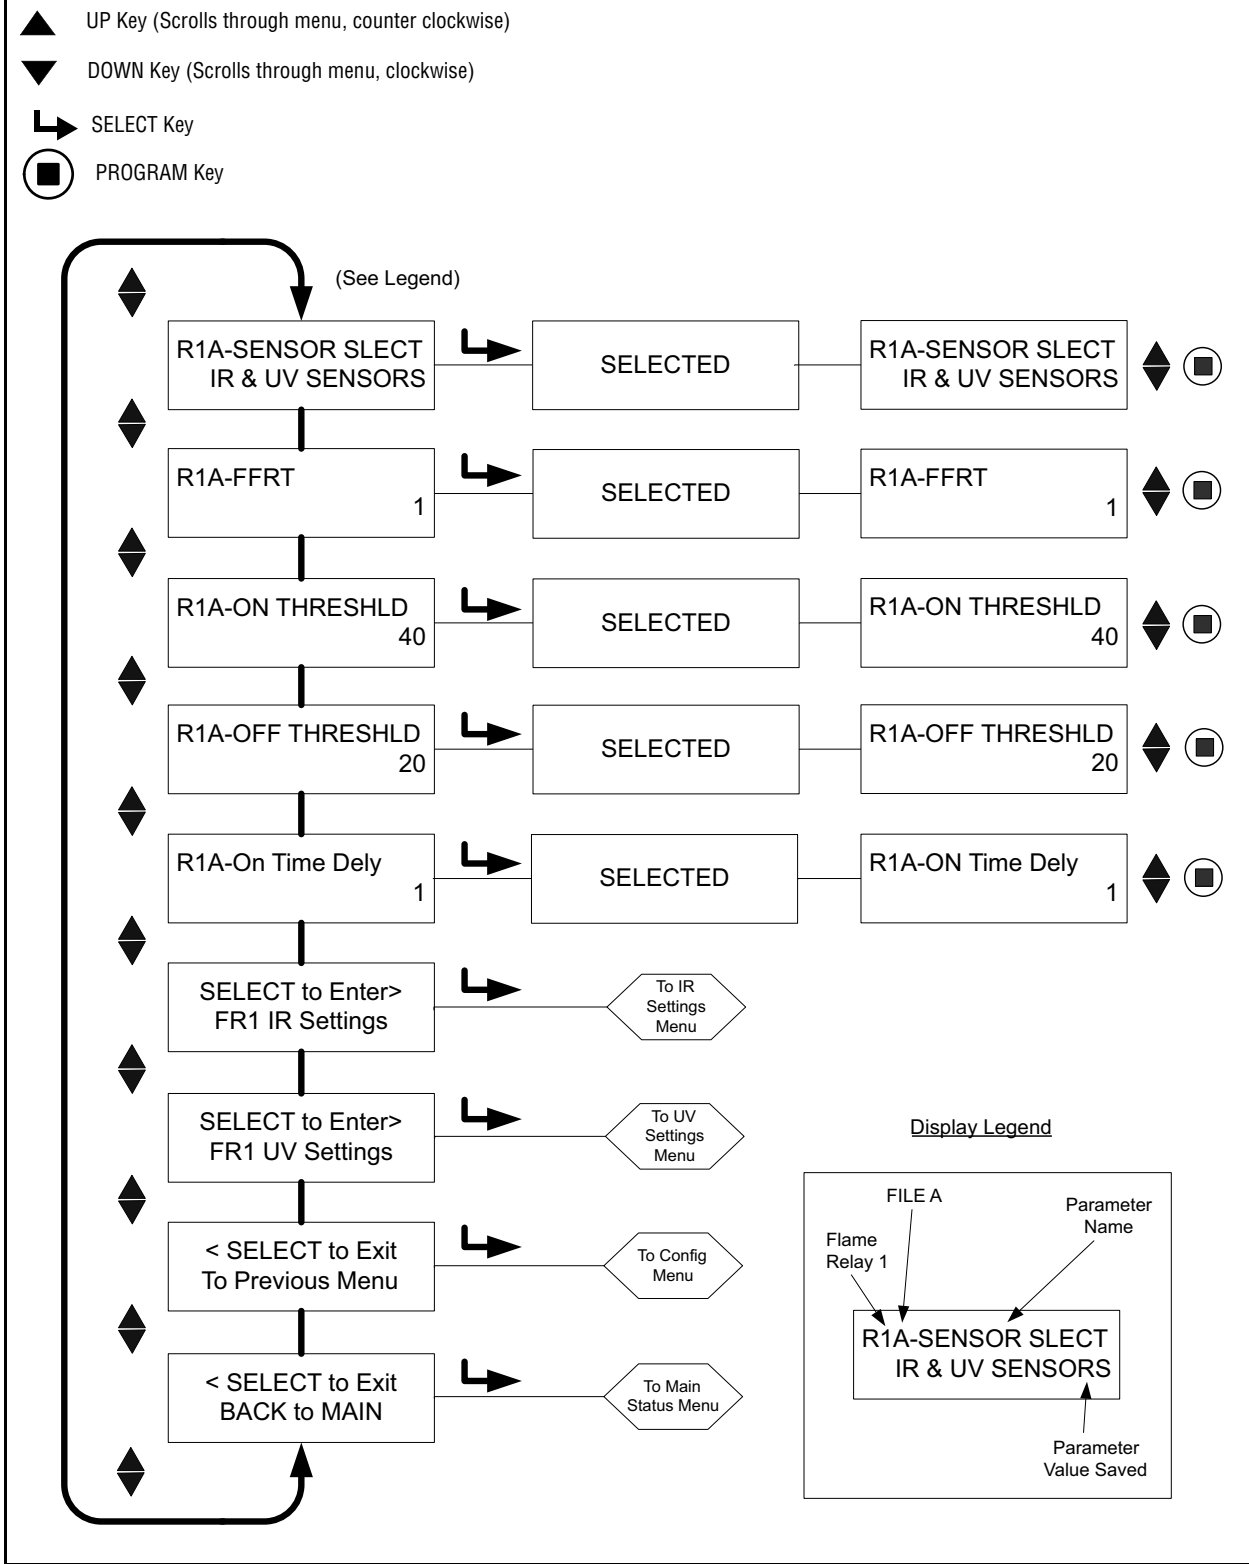 UP Key (Scrolls through menu, counter clockwise)
DOWN Key (Scrolls through menu, clockwise)
SELECT Key
PROGRAM Key
(See Legend)
R1A-SENSOR SLECT
IR & UV SENSORS
SELECTED
R1A-SENSOR SLECT
IR & UV SENSORS
R1A-FFRT
1
SELECTED
R1A-FFRT
1
R1A-ON THRESHLD
40
SELECTED
R1A-ON THRESHLD
40
R1A-OFF THRESHLD
20
SELECTED
R1A-OFF THRESHLD
20
R1A-On Time Dely
1
SELECTED
R1A-ON Time Dely
1
SELECT to Enter>
FR1 IR Settings
To IR
Settings
Menu
SELECT to Enter>
FR1 UV Settings
To UV
Settings
Menu
< SELECT to Exit
To Previous Menu
To Config
Menu
< SELECT to Exit
BACK to MAIN
To Main
Status Menu
Display Legend
FILE A
Parameter
Name
Flame
Relay 1
R1A-SENSOR SLECT
IR & UV SENSORS
Parameter
Value Saved